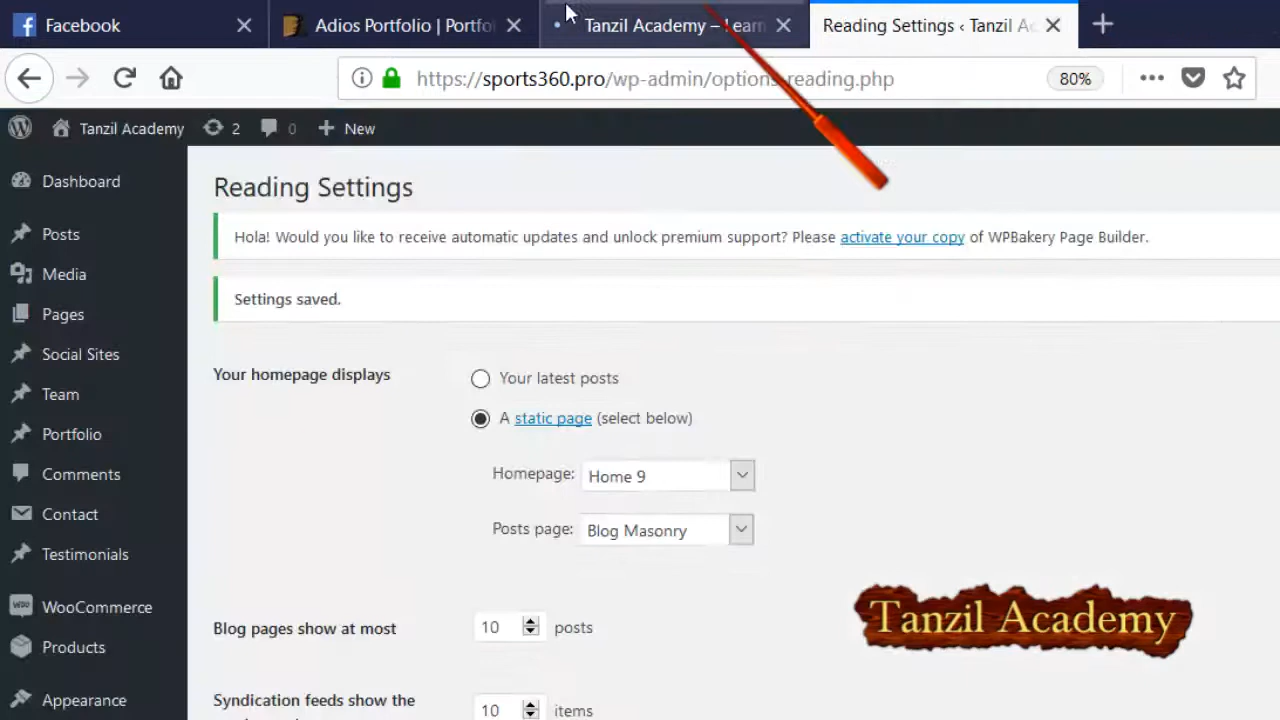 Facebook
Adios Portfolio | Portfo
Tanzil Academy – Learn
Reading Settings ‹ Tanzil Ac
https://sports360.pro/wp-admin/options-reading.php
80%
Tanzil Academy
2
0
New
Dashboard
Posts
Media
Pages
Social Sites
Team
Portfolio
Comments
Contact
Testimonials
WooCommerce
Products
Appearance
Reading Settings
Hola! Would you like to receive automatic updates and unlock premium support? Please activate your copy of WPBakery Page Builder.
Settings saved.
Your homepage displays
Your latest posts
A static page (select below)
Homepage: Home 9
Posts page: Blog Masonry
Blog pages show at most 10 posts
Syndication feeds show the
10 items
Tanzil Academy